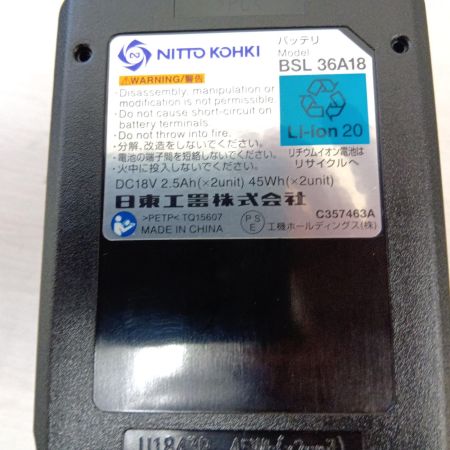 NITTO KOHKI
バッテリ
Model
BSL 36A18
⚠WARNING/警告
・Disassembly, manipulation or
modification is not permissible.
・Do not cause short-circuit on
battery terminals.
・Do not throw into fire.
・分解、改造をしないでください。
・電池の端子間を短絡しないでください。
・火中に投入しないでください。
Li-ion 20
リチウムイオン電池は
リサイクルへ
DC18V 2.5Ah(×2unit) 45Wh(×2unit)
日東工器株式会社
>PETP< TQ15607
MADE IN CHINA
PS
E
C357463A
工機ホールディングス(株)